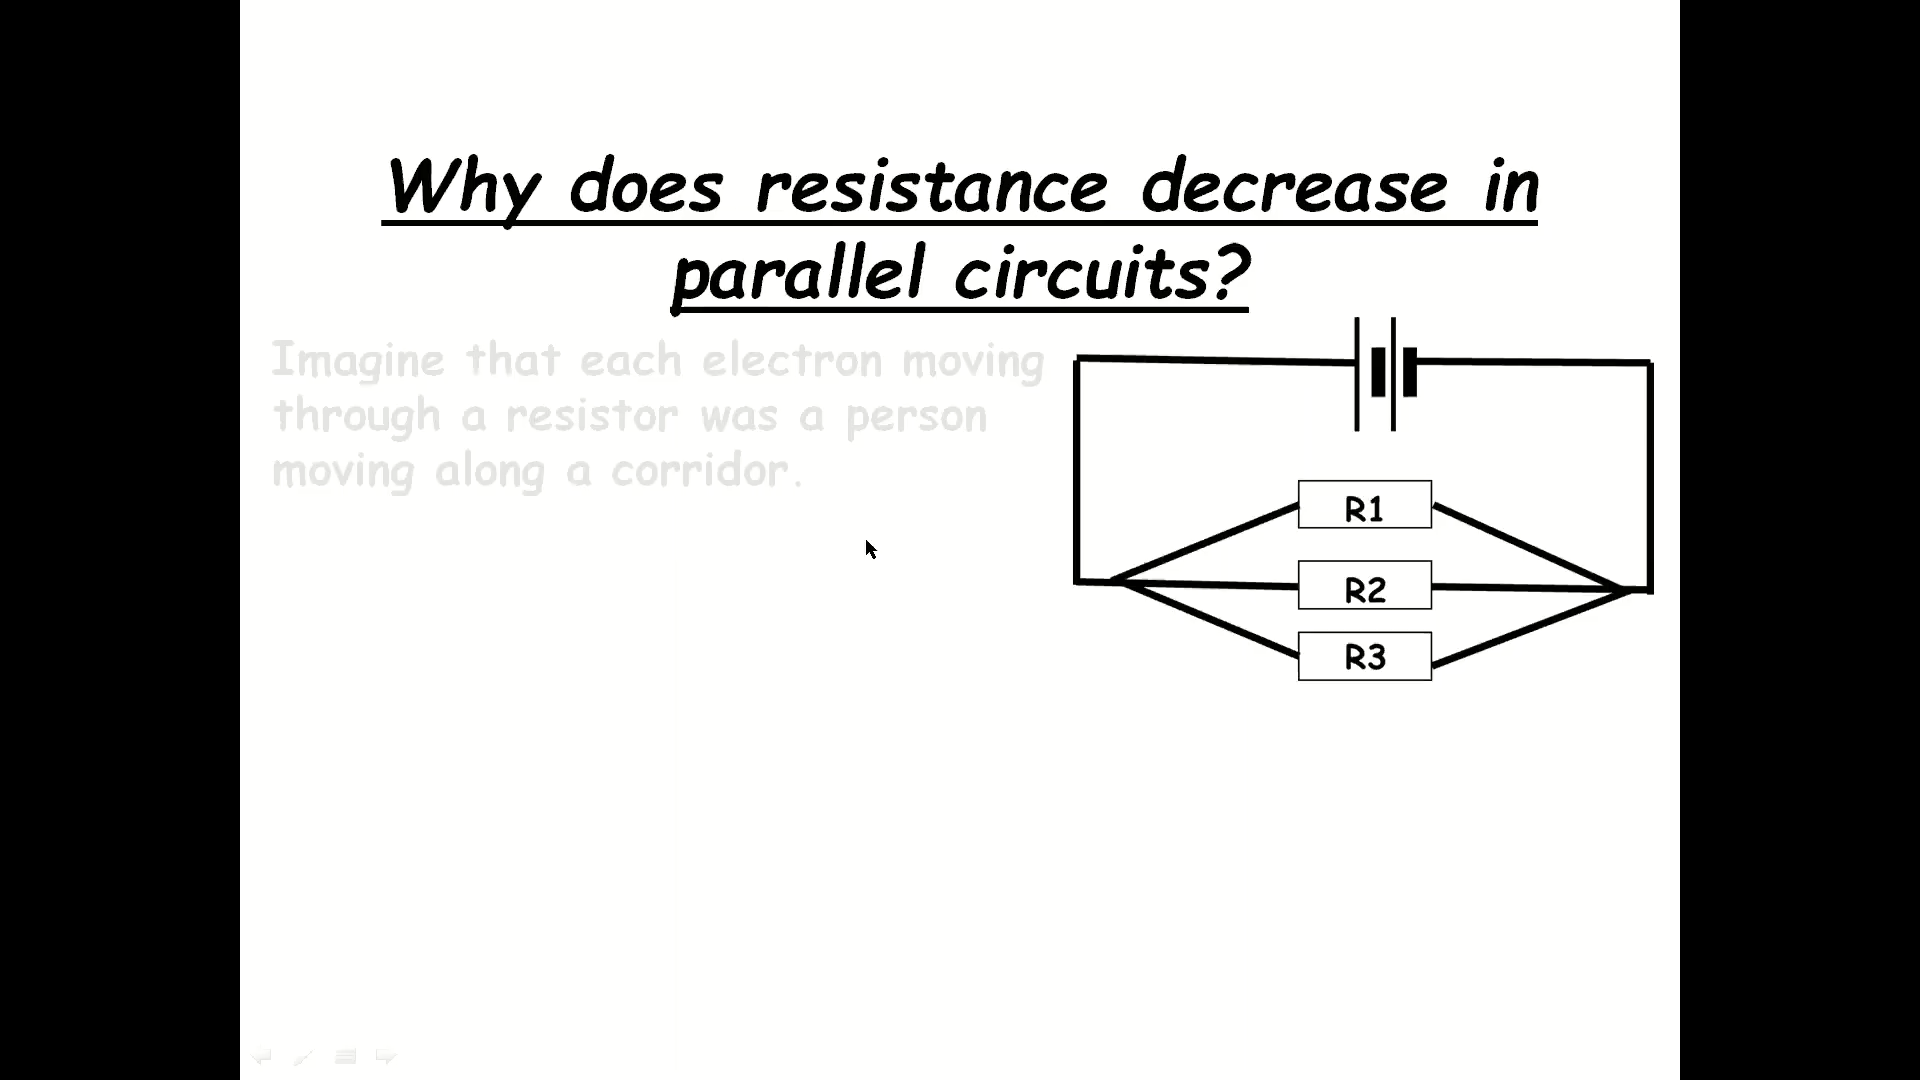 Why does resistance decrease in
parallel circuits?
Imagine that each electron moving
through a resistor was a person
moving along a corridor.
R1
R2
R3